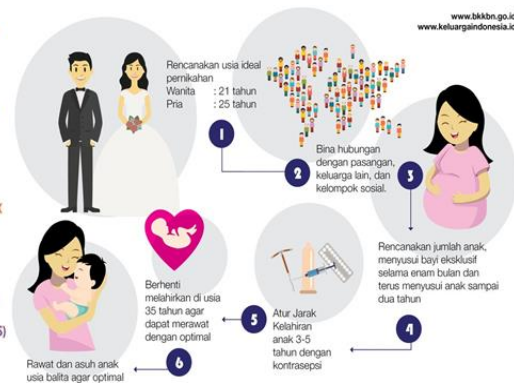 www.bkkbn.go.id
www.keluargaindonesia.id
Rencanakan usia ideal
pernikahan
Wanita : 21 tahun
Pria : 25 tahun
1
2
Bina hubungan
dengan pasangan,
keluarga lain, dan
kelompok sosial.
3
Rencanakan jumlah anak,
menyusui bayi eksklusif
selama enam bulan dan
terus menyusui anak sampai
dua tahun
4
Atur Jarak
Kelahiran
anak 3-5
tahun dengan
kontrasepsi
5
Berhenti
melahirkan di usia
35 tahun agar
dapat merawat
dengan optimal
6
Rawat dan asuh anak
usia balita agar optimal